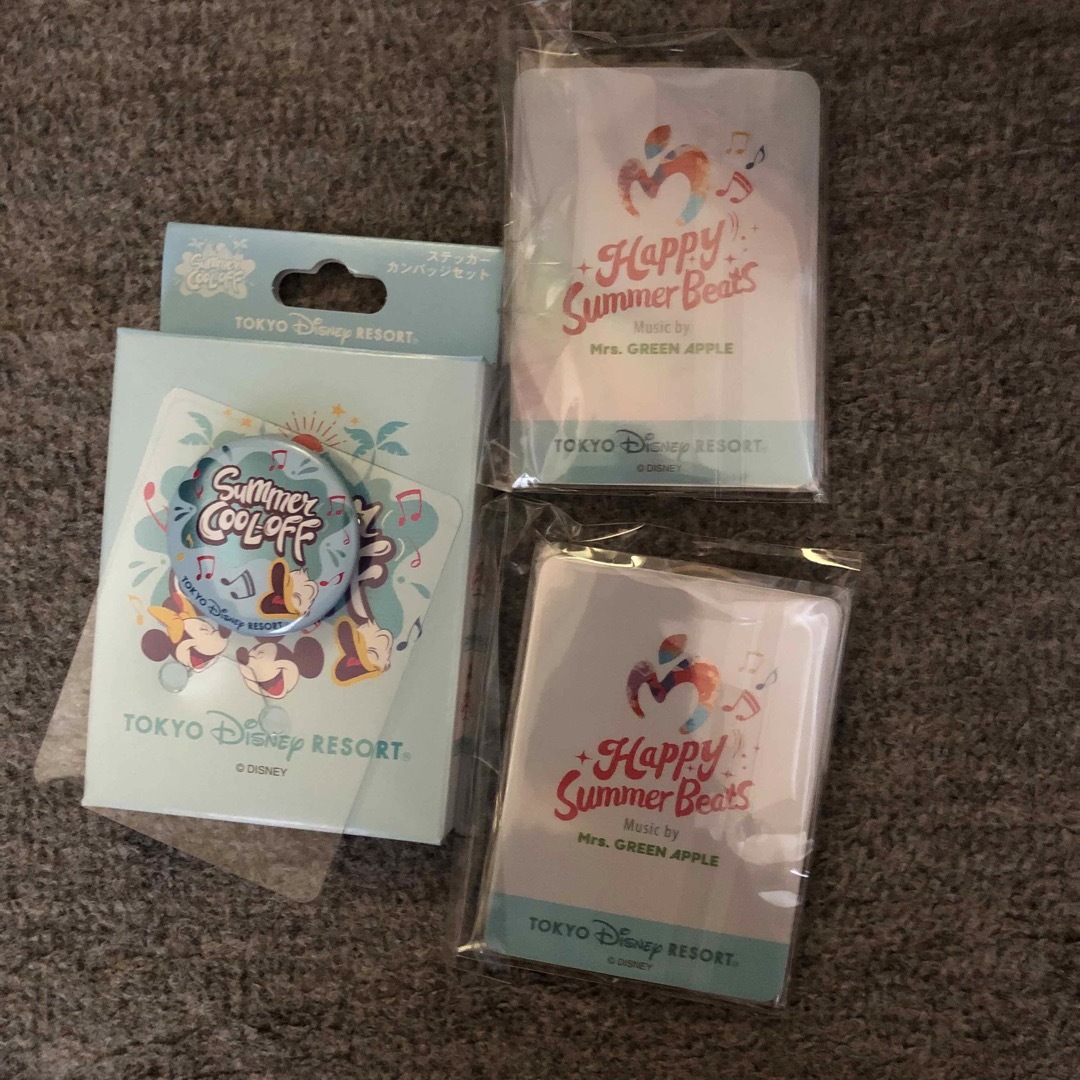 Summer
COOL-OFF
ステッカー
カンバッジセット
TOKYO Disney RESORT®
Summer
COOL-OFF
TOKYO Disney RESORT®
TOKYO Disney RESORT®
© DISNEY
Happy
Summer Beats
Music by
Mrs. GREEN APPLE
TOKYO Disney RESORT®
© DISNEY
Happy
Summer Beats
Music by
Mrs. GREEN APPLE
TOKYO Disney RESORT®
© DISNEY